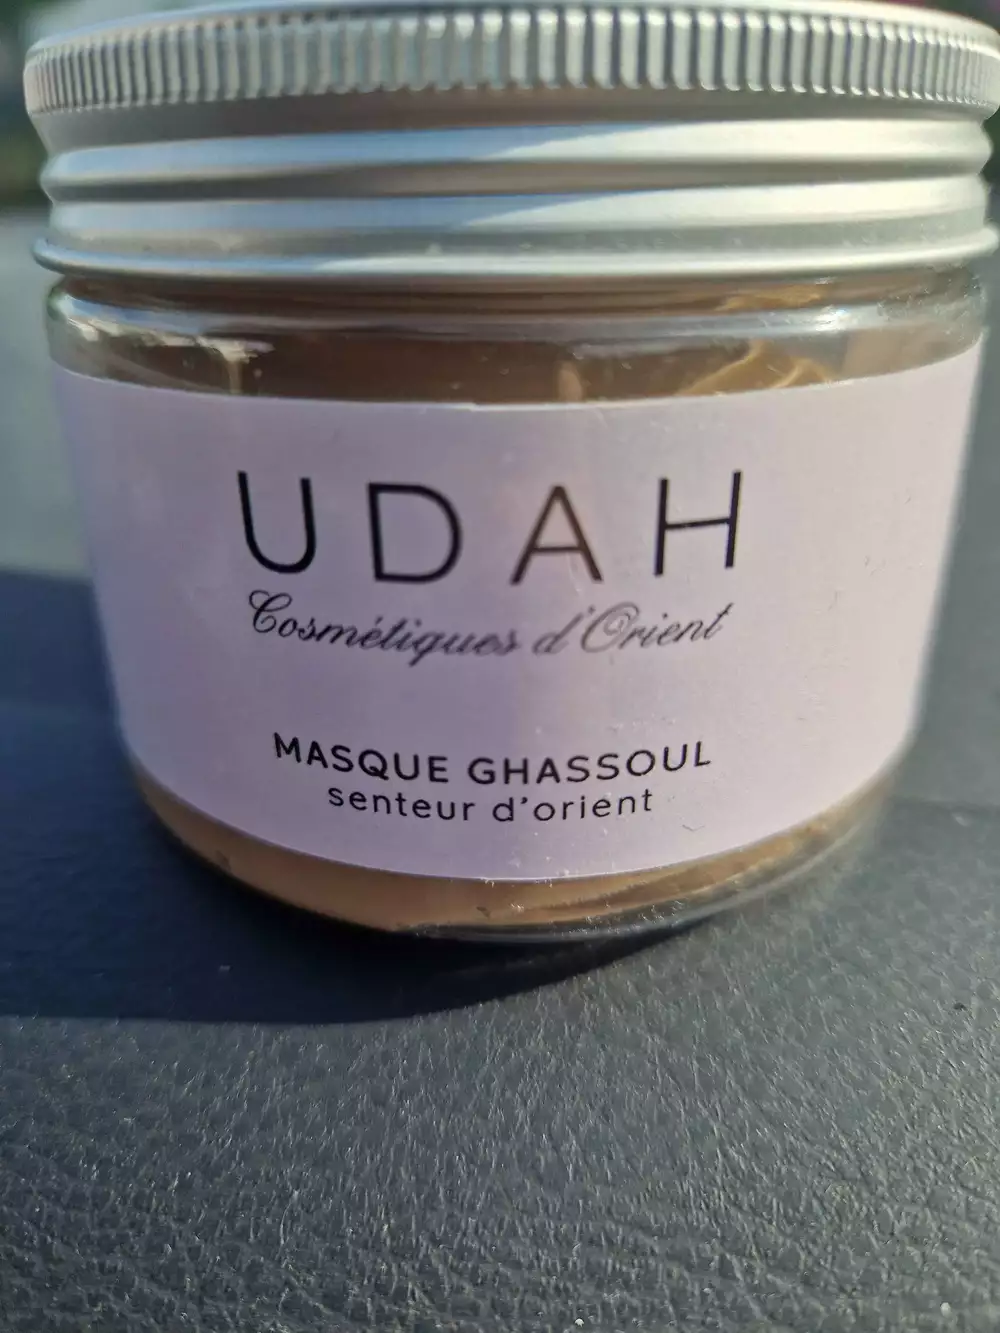 UDAH
Cosmétiques d'Orient
MASQUE GHASSOUL
senteur d'orient